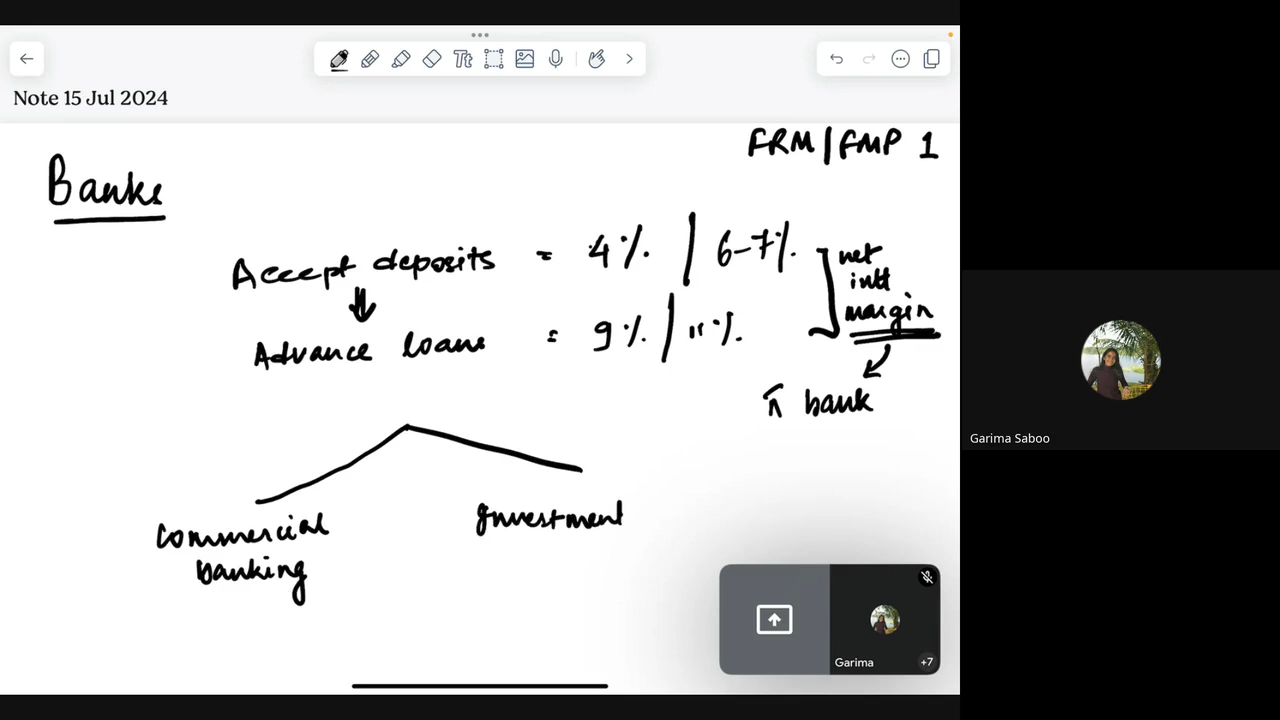 Note 15 Jul 2024
FRM/FMP 1
Banks
Accept deposits = 4% | 6-7%
net
intt
margin
Advance loans = 9% | 11%
π bank
Commercial
banking
Investment
Tt
Garima
+7
Garima Saboo